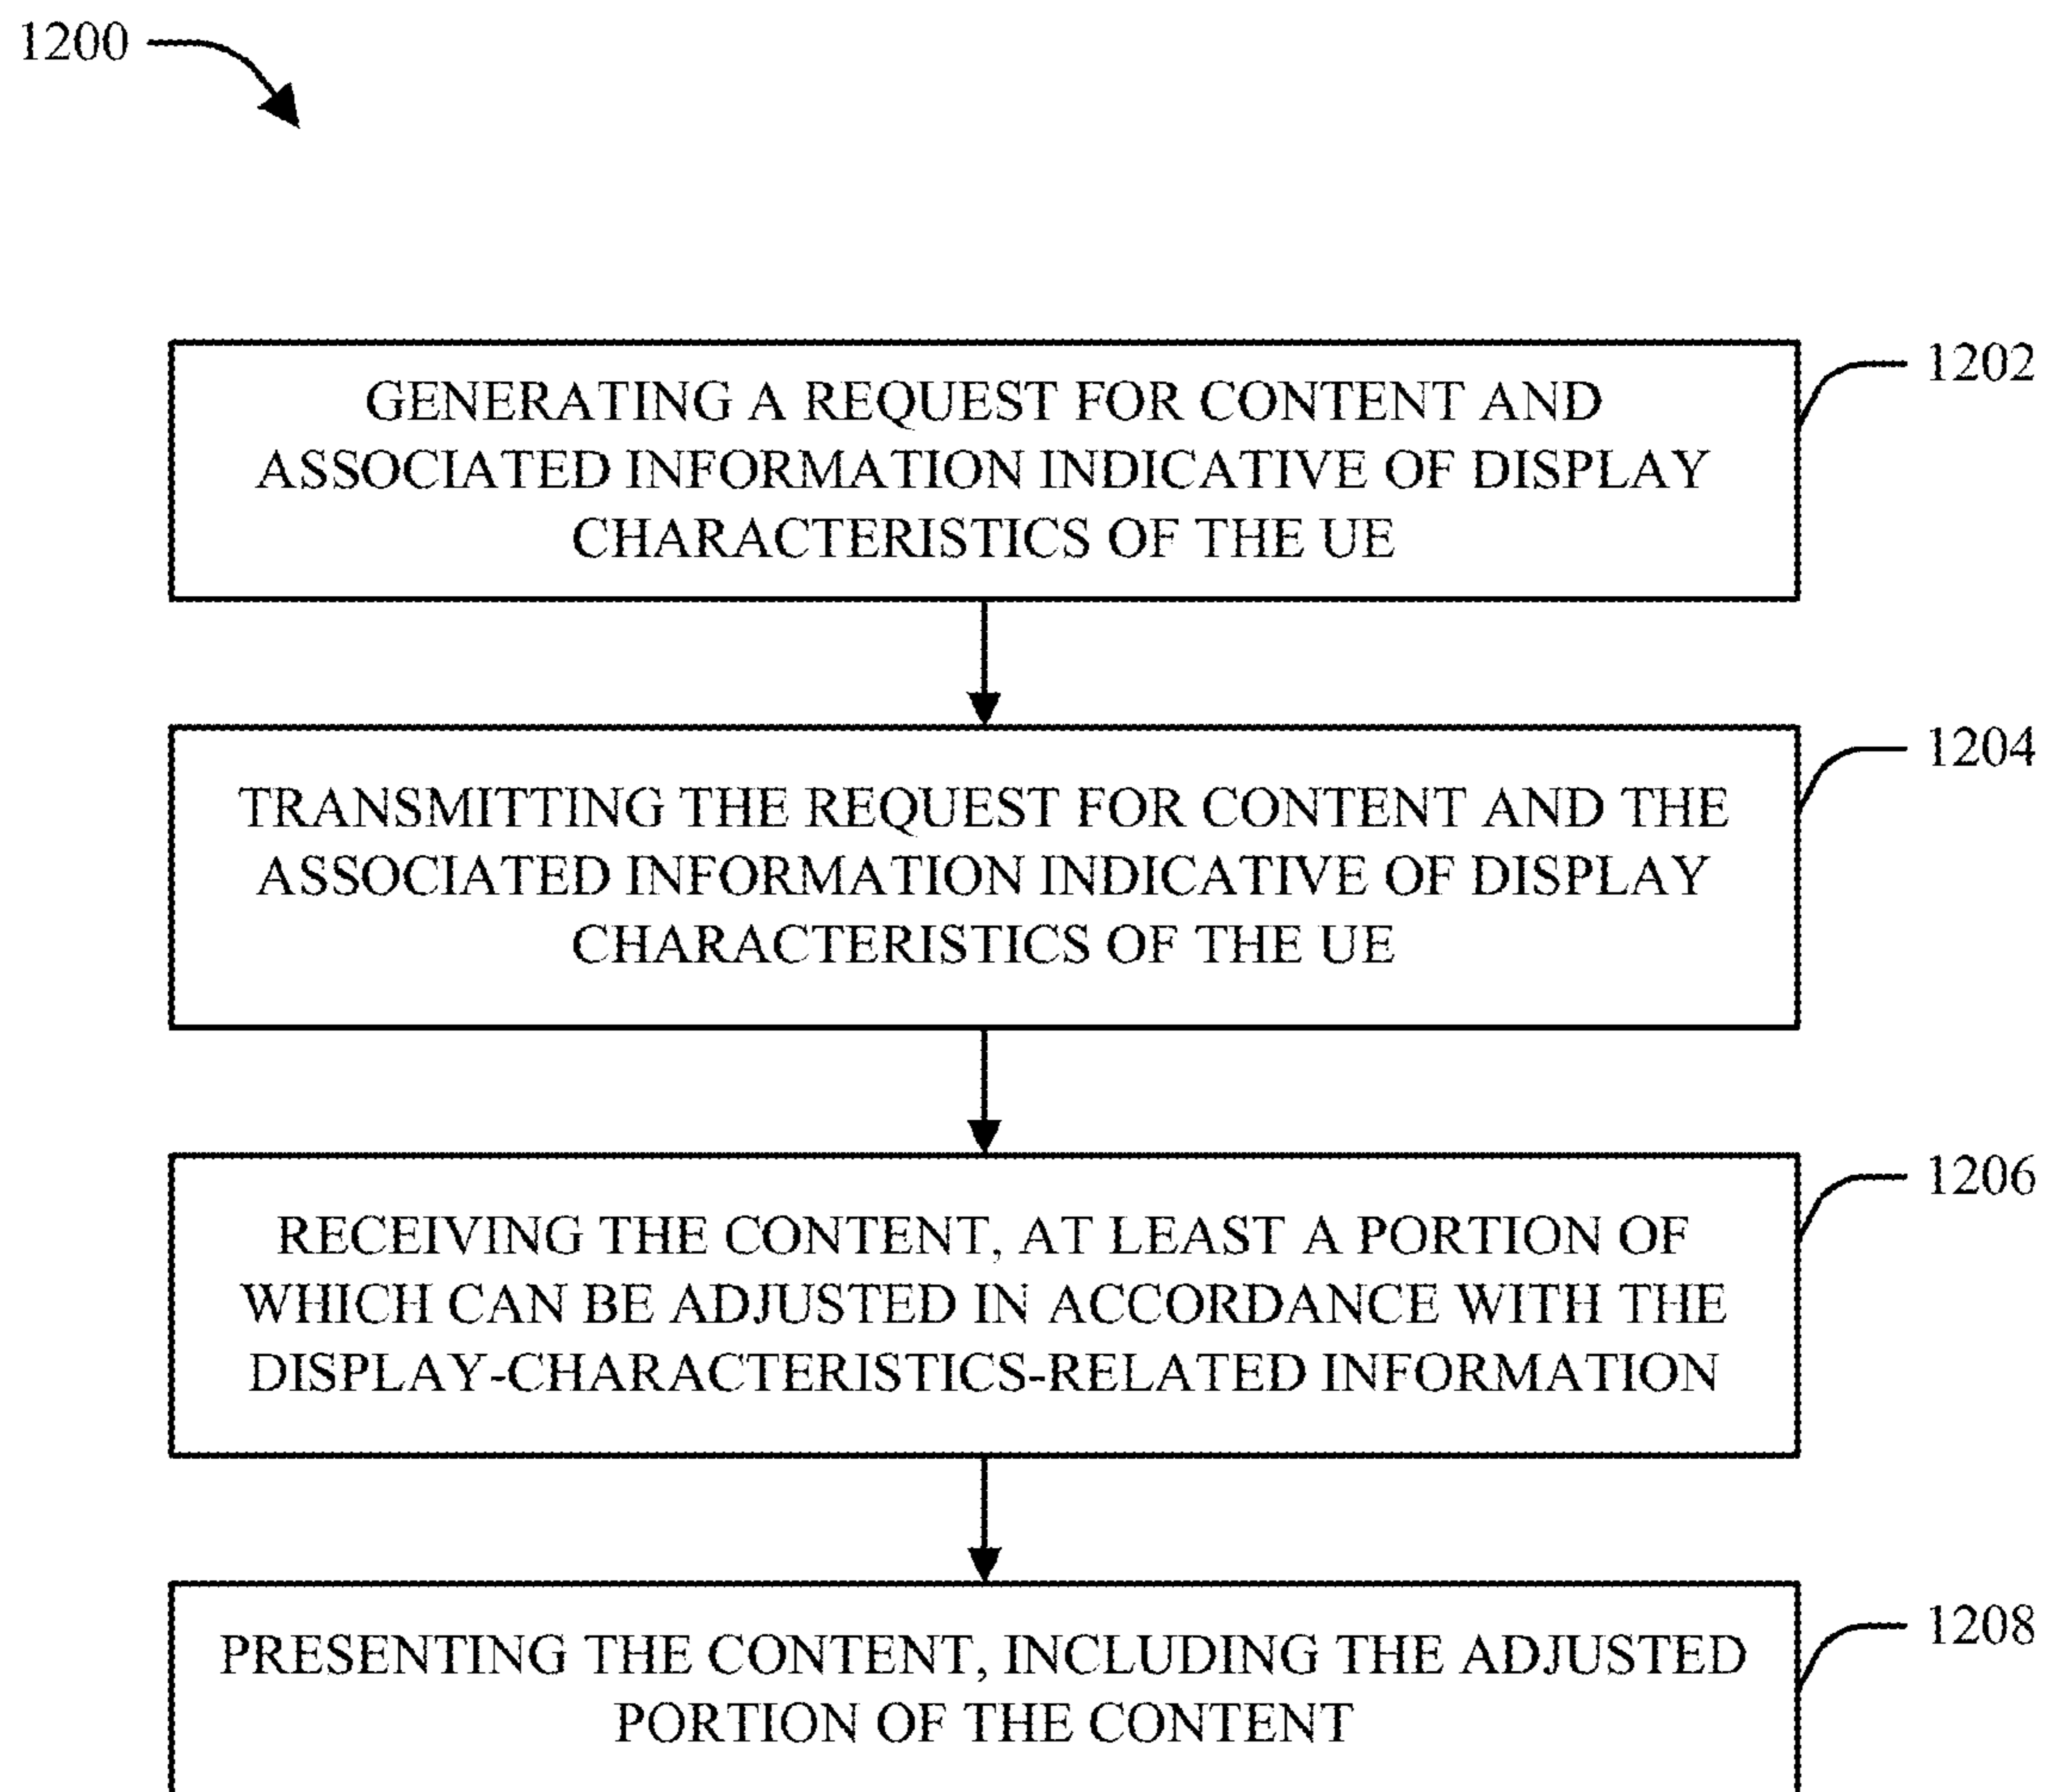 1200
GENERATING A REQUEST FOR CONTENT AND
ASSOCIATED INFORMATION INDICATIVE OF DISPLAY
CHARACTERISTICS OF THE UE
1202
TRANSMITTING THE REQUEST FOR CONTENT AND THE
ASSOCIATED INFORMATION INDICATIVE OF DISPLAY
CHARACTERISTICS OF THE UE
1204
RECEIVING THE CONTENT, AT LEAST A PORTION OF
WHICH CAN BE ADJUSTED IN ACCORDANCE WITH THE
DISPLAY-CHARACTERISTICS-RELATED INFORMATION
1206
PRESENTING THE CONTENT, INCLUDING THE ADJUSTED
PORTION OF THE CONTENT
1208